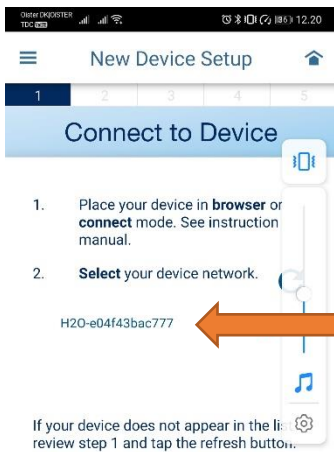 Oister DK|OISTER
TDC
12.20
New Device Setup
1 2 3 4 5
Connect to Device
1. Place your device in browser or
connect mode. See instruction
manual.
2. Select your device network.
H2O-e04f43bac777
If your device does not appear in the
review step 1 and tap the refresh button.